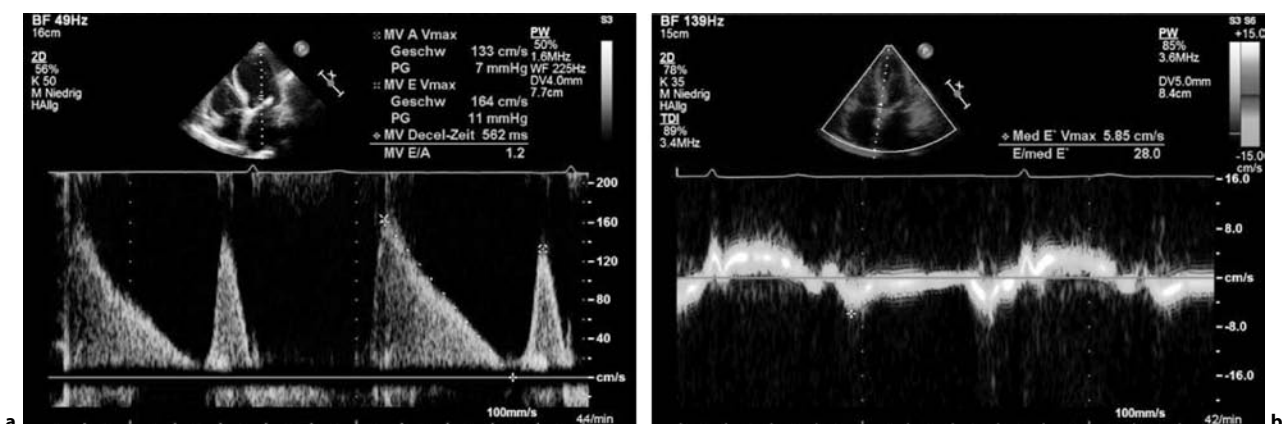 BF 49Hz
16cm
2D
56%
K 50
M Niedrig
HAllg
MV A Vmax
Geschw 133 cm/s
PG 7 mmHg
MV E Vmax
Geschw 164 cm/s
PG 11 mmHg
MV Decel-Zeit 562 ms
MV E/A 1.2
PW
50%
1.6MHz
WF 225Hz
DV4.0mm
7.7cm
S3
200
160
120
80
40
cm/s
100mm/s
44/min
a
BF 139Hz
15cm
2D
78%
K 35
M Niedrig
HAllg
TDI
89%
3.4MHz
PW
85%
3.6MHz
DV5.0mm
8.4cm
S3 S6
+15.0
-15.00
cm/s
Med E' Vmax 5.85 cm/s
E/med E' 28.0
16.0
8.0
cm/s
-8.0
-16.0
100mm/s
42/min
b